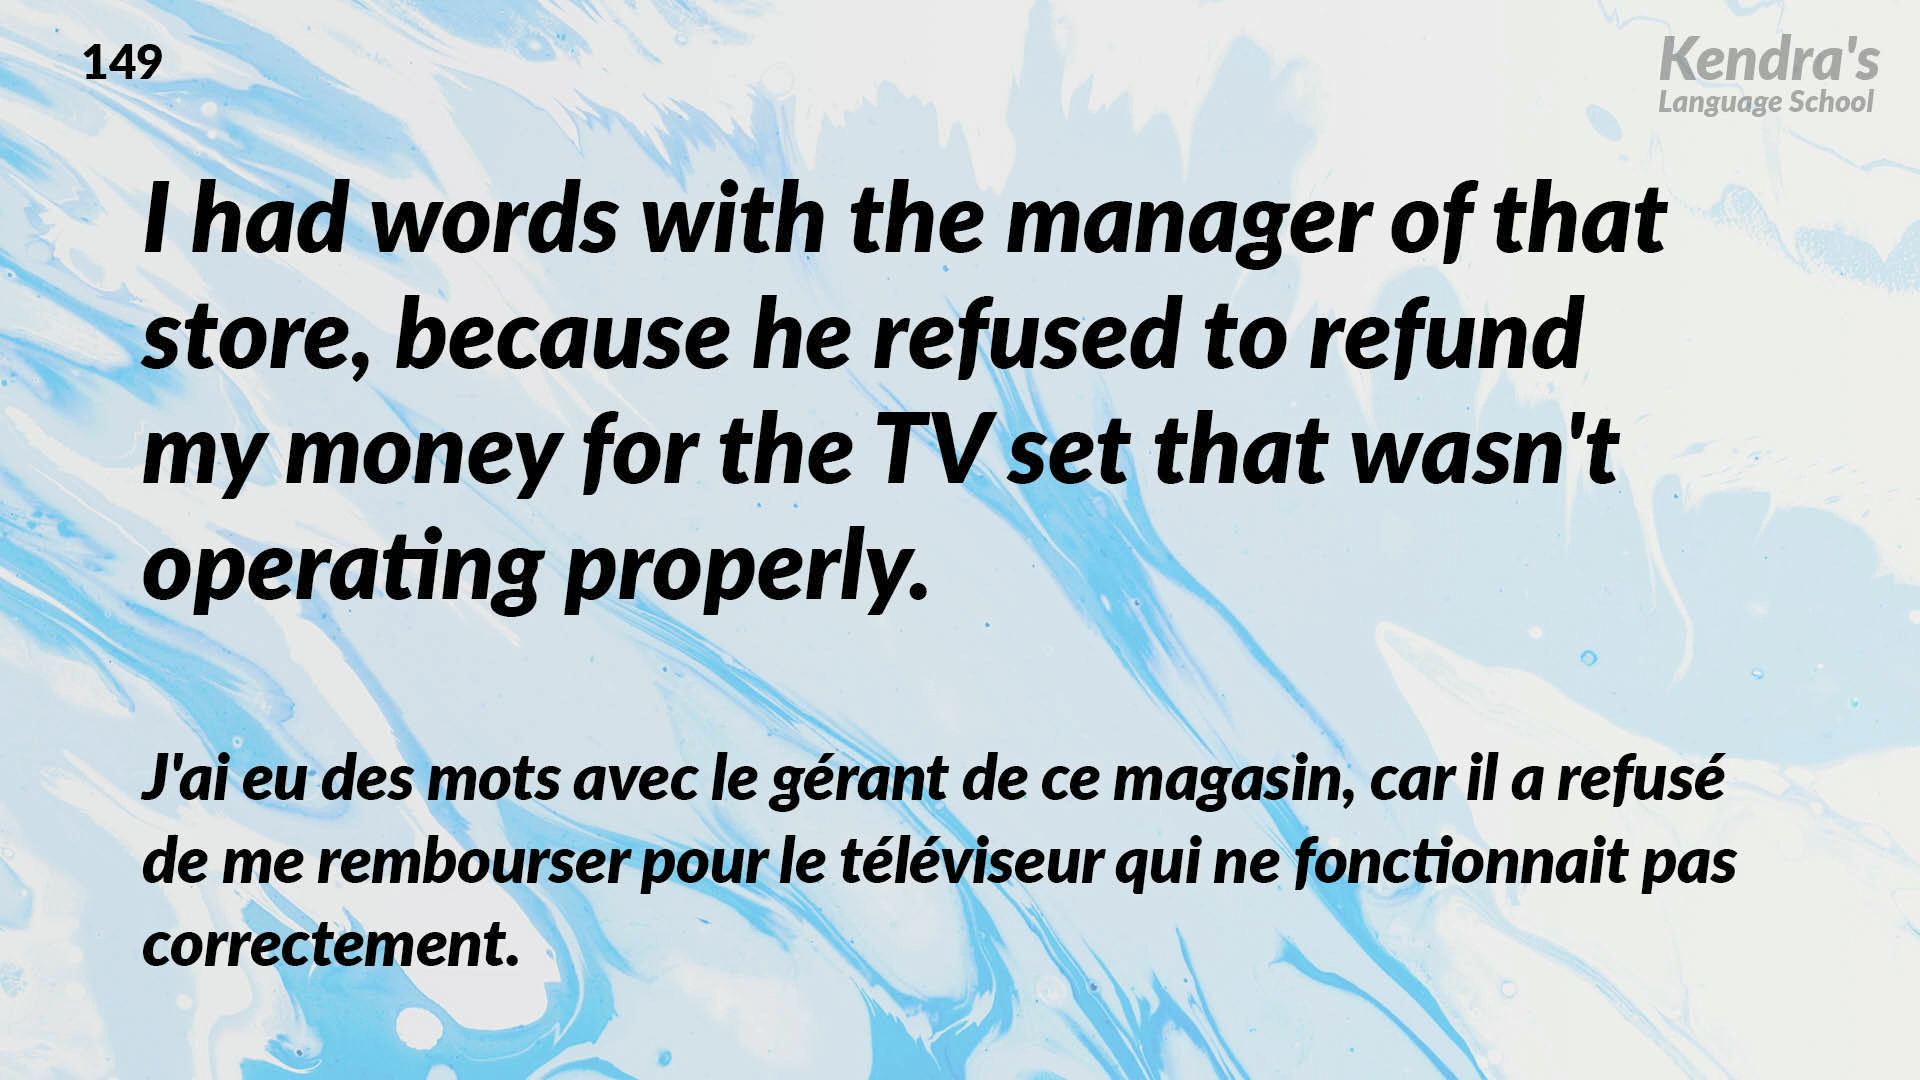 149
Kendra's
Language School
I had words with the manager of that
store, because he refused to refund
my money for the TV set that wasn't
operating properly.
J'ai eu des mots avec le gérant de ce magasin, car il a refusé
de me rembourser pour le téléviseur qui ne fonctionnait pas
correctement.